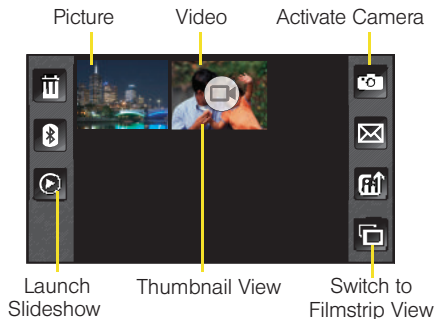 Picture
Video
Activate Camera
Launch
Slideshow
Thumbnail View
Switch to
Filmstrip View